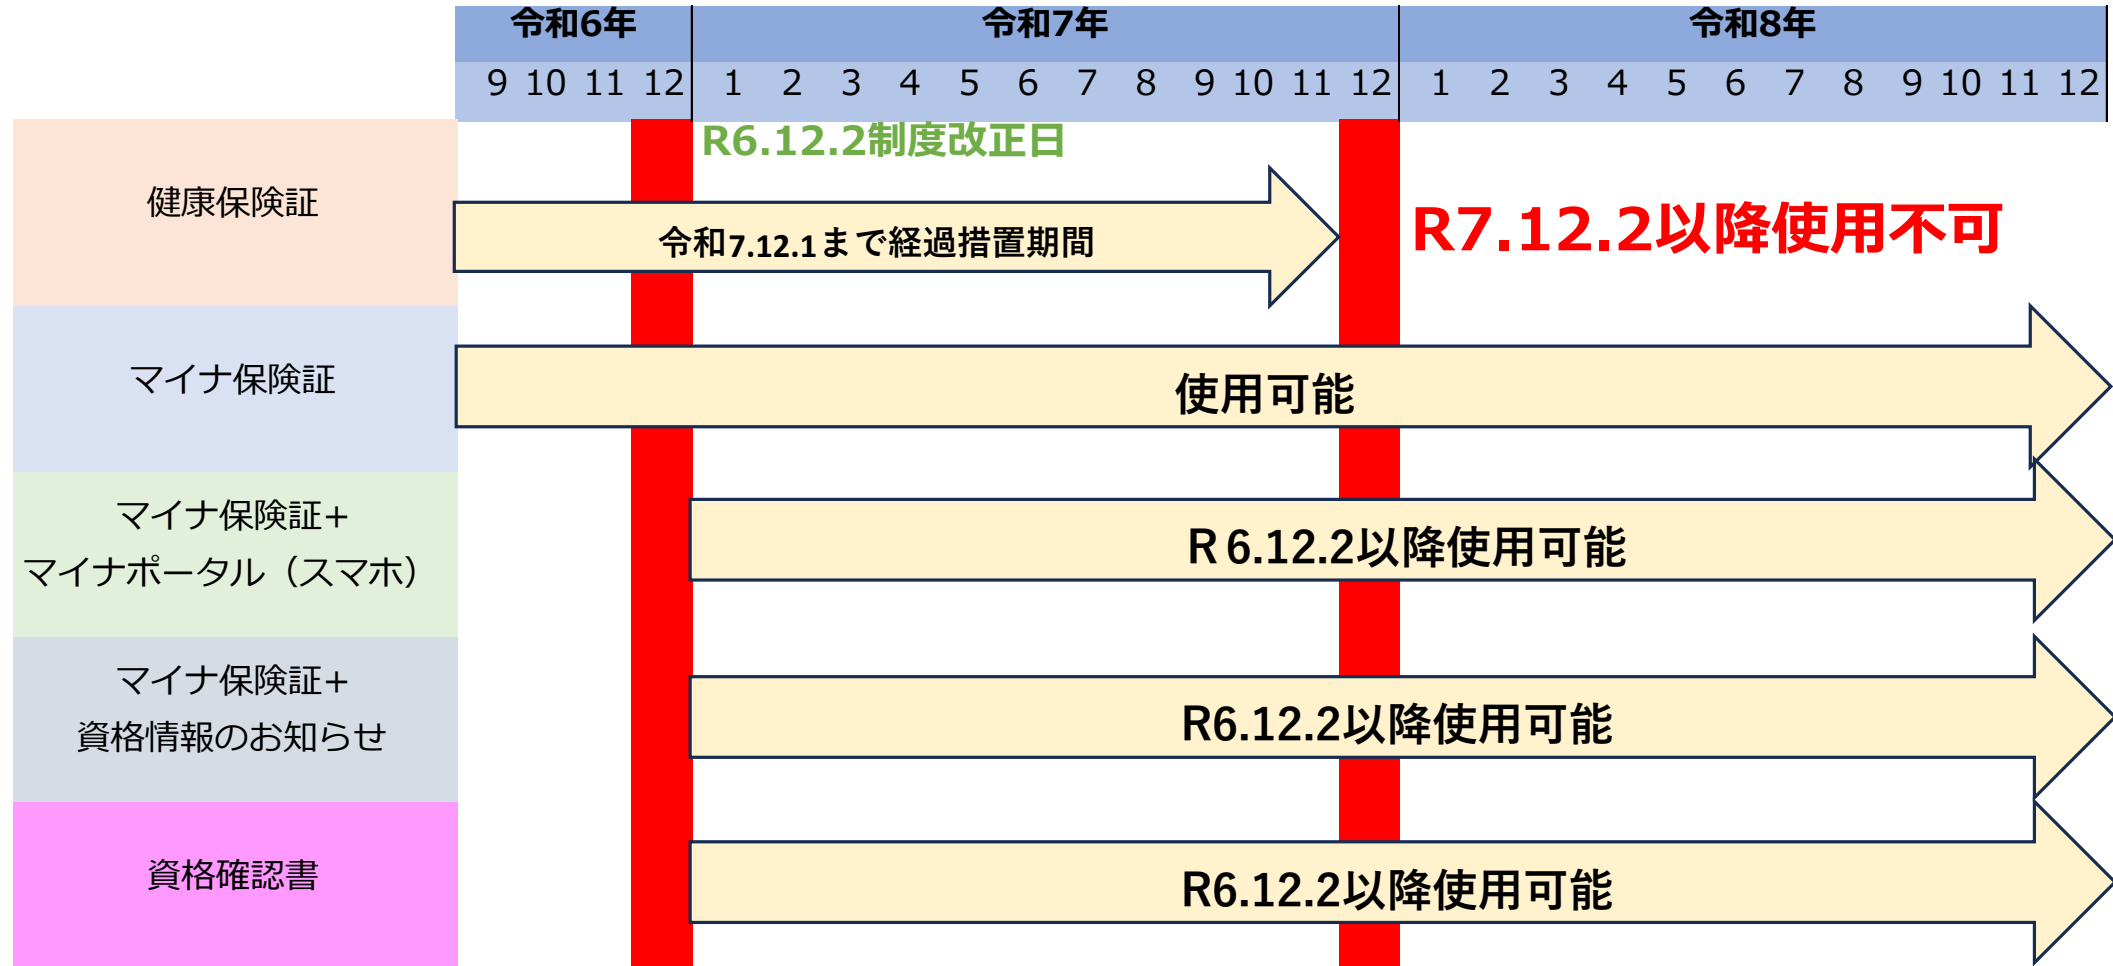 令和6年 令和7年 令和8年
9 10 11 12 1 2 3 4 5 6 7 8 9 10 11 12 1 2 3 4 5 6 7 8 9 10 11 12
R6.12.2制度改正日
健康保険証
令和7.12.1まで経過措置期間
R7.12.2以降使用不可
マイナ保険証
使用可能
マイナ保険証+
マイナポータル（スマホ）
R6.12.2以降使用可能
マイナ保険証+
資格情報のお知らせ
R6.12.2以降使用可能
資格確認書
R6.12.2以降使用可能